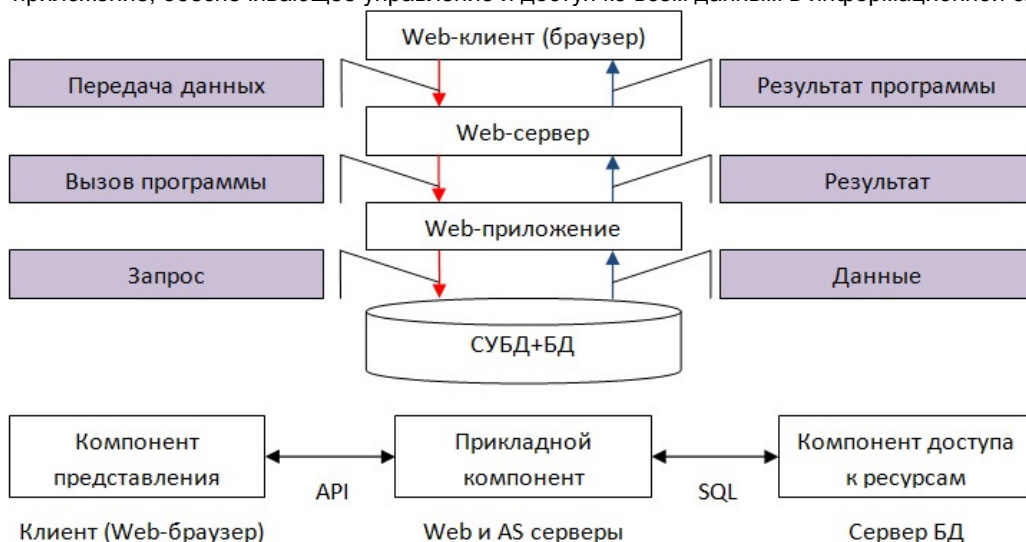 Web-клиент (браузер)
Передача данных
Результат программы
Web-сервер
Вызов программы
Результат
Web-приложение
Запрос
Данные
СУБД+БД
Компонент
представления
API
Прикладной
компонент
SQL
Компонент доступа
к ресурсам
Клиент (Web-браузер)
Web и AS серверы
Сервер БД